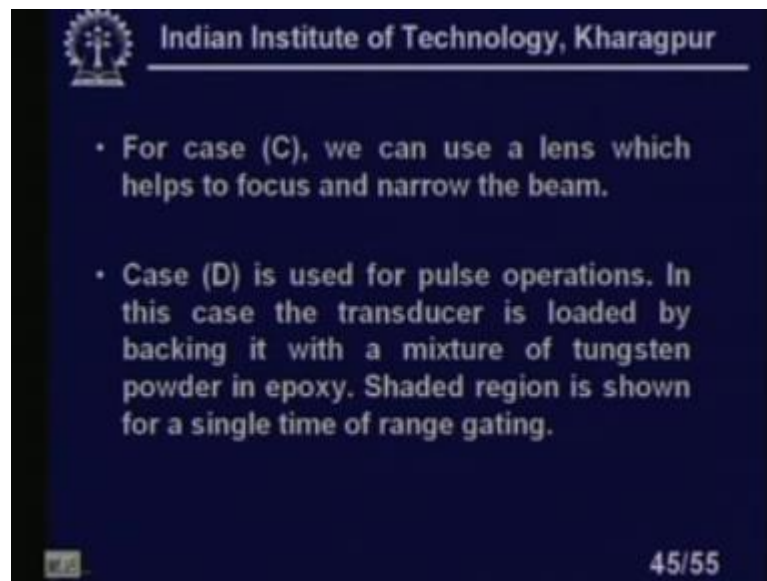 Indian Institute of Technology, Kharagpur
• For case (C), we can use a lens which
helps to focus and narrow the beam.
• Case (D) is used for pulse operations. In
this case the transducer is loaded by
backing it with a mixture of tungsten
powder in epoxy. Shaded region is shown
for a single time of range gating.
45/55